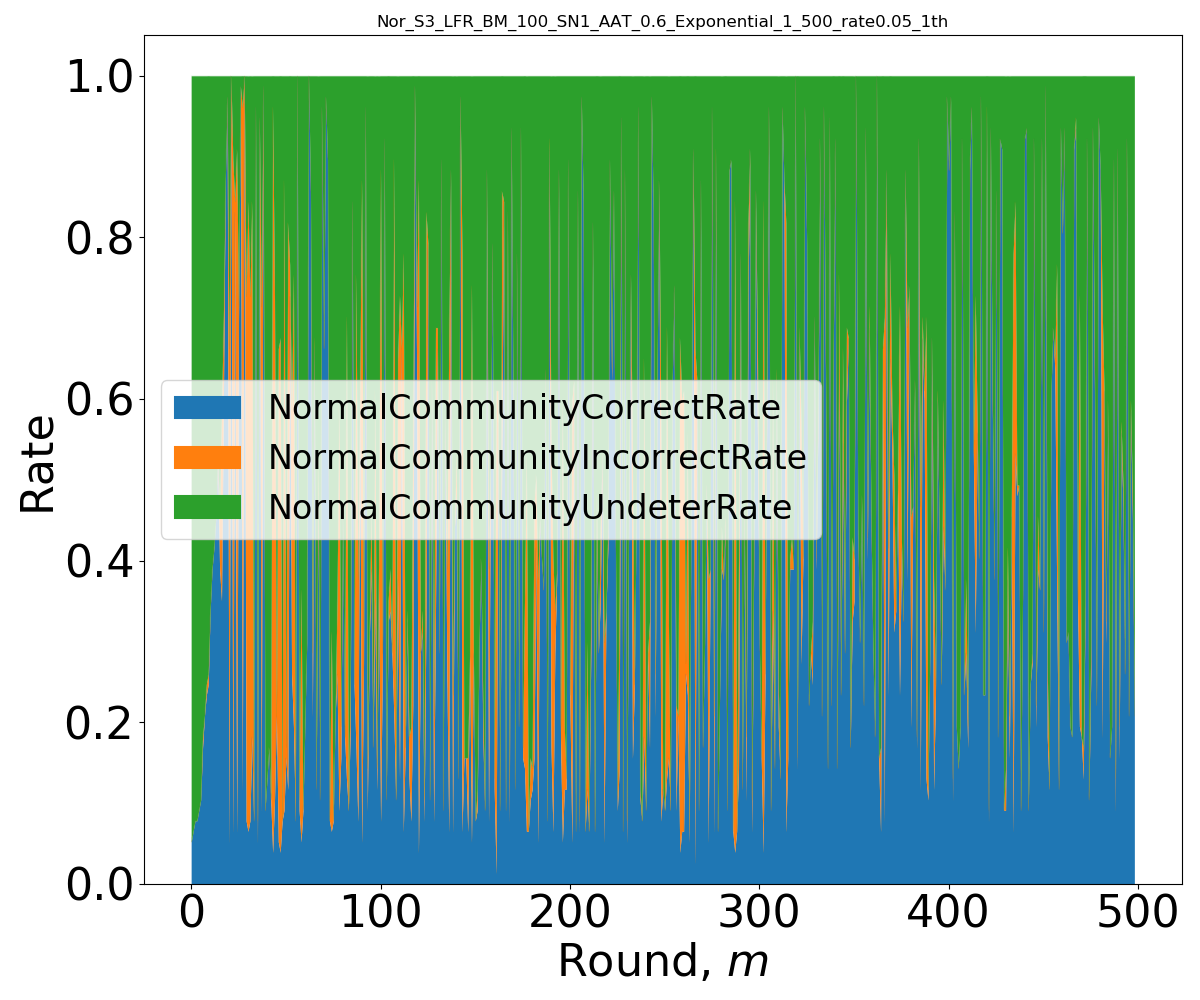 Nor_S3_LFR_BM_100_SN1_AAT_0.6_Exponential_1_500_rate0.05_1th
1.0
0.8
0.6
0.4
0.2
0.0
Rate
NormalCommunityCorrectRate
NormalCommunityIncorrectRate
NormalCommunityUndeterRate
0 100 200 300 400 500
Round, m